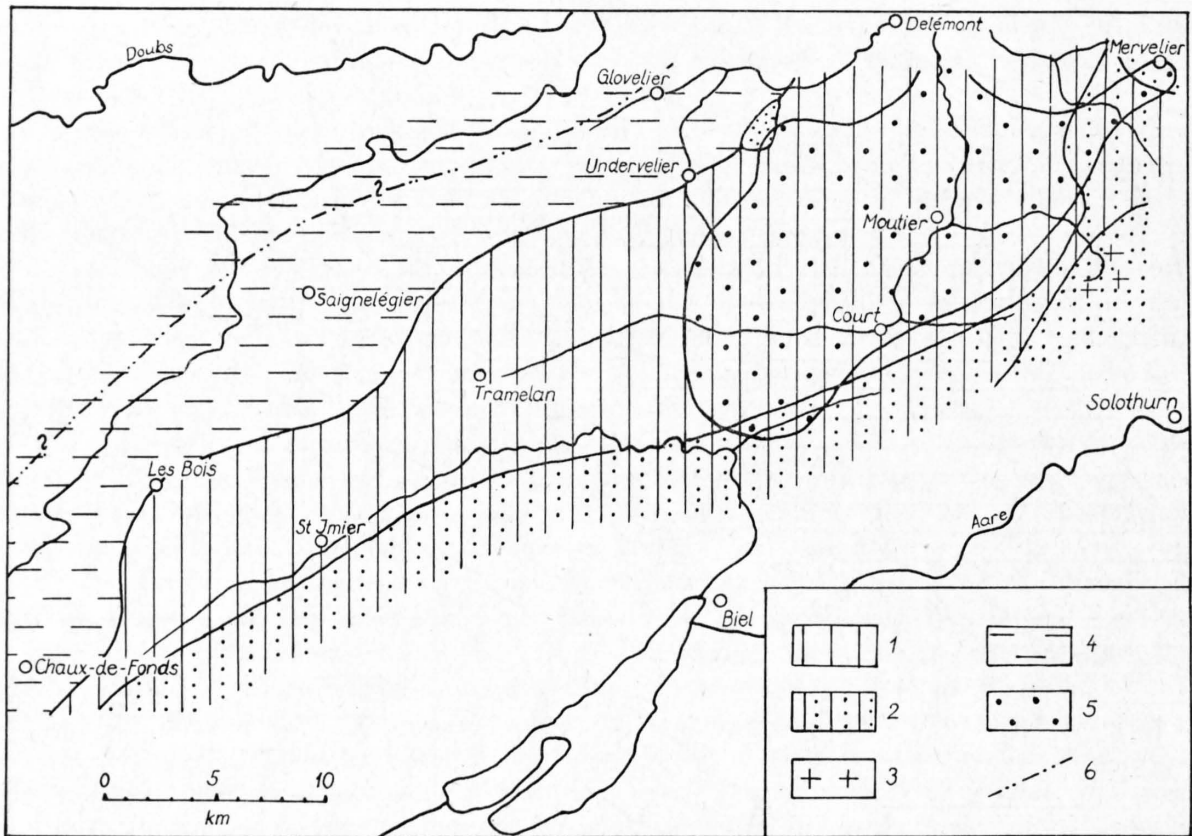 Doubs
Delémont
Mervelier
Glovelier
Undervelier
?
Moutier
Saignelégier
Court
Tramelan
Solothurn
?
Les Bois
Aare
St Jmier
Biel
Chaux-de-Fonds
1 4
2 5
3 6
0 5 10
km